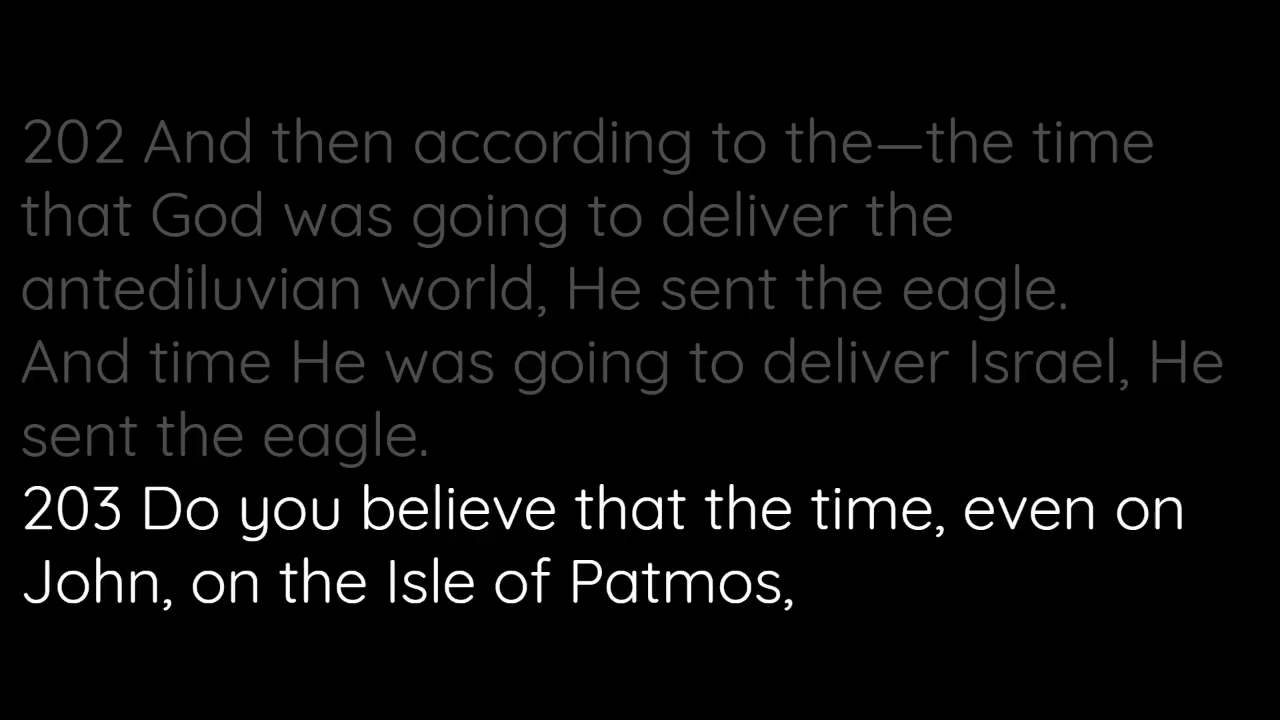 202 And then according to the—the time
that God was going to deliver the
antediluvian world, He sent the eagle.
And time He was going to deliver Israel, He
sent the eagle.
203 Do you believe that the time, even on
John, on the Isle of Patmos,